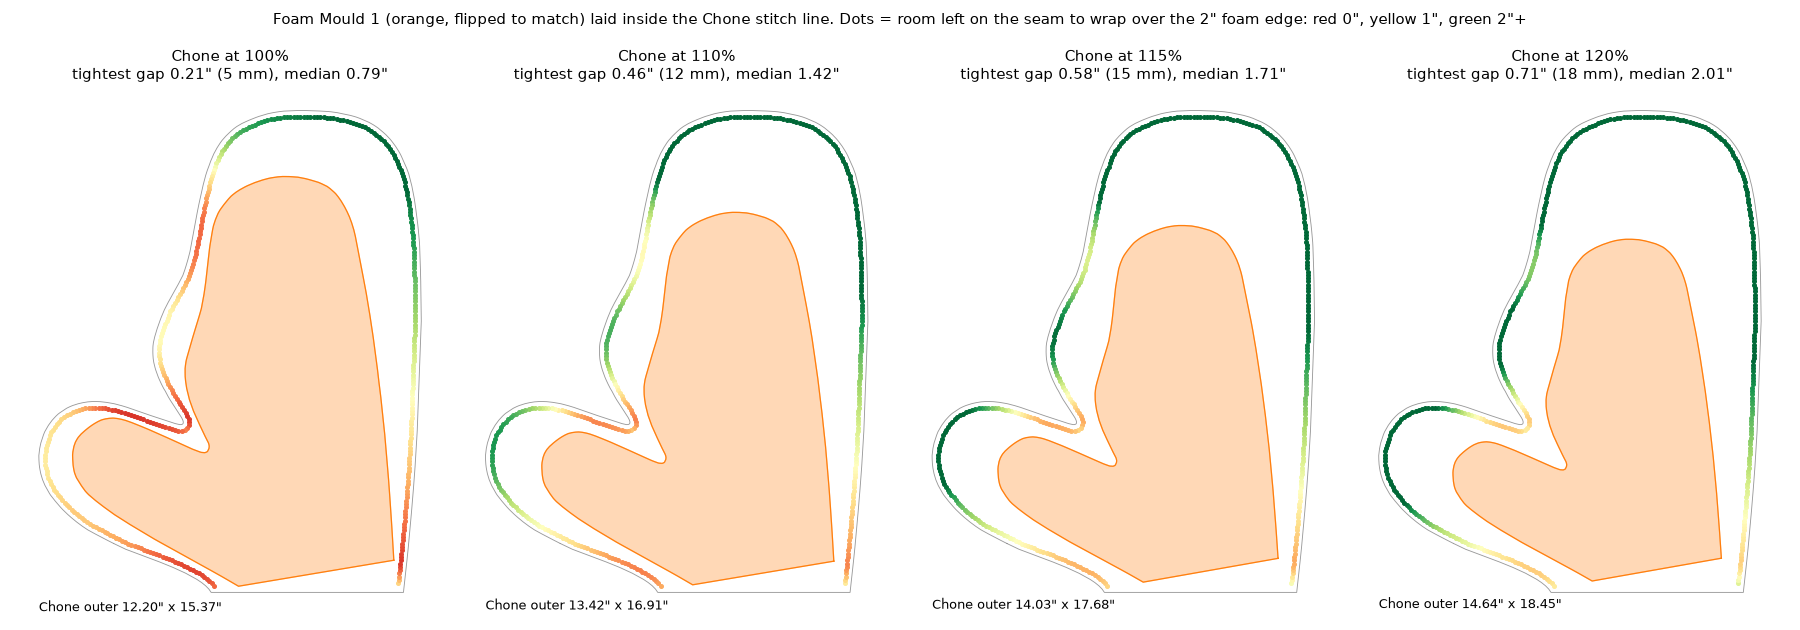 Foam Mould 1 (orange, flipped to match) laid inside the Chone stitch line. Dots = room left on the seam to wrap over the 2" foam edge: red 0", yellow 1", green 2"+
Chone at 100%
tightest gap 0.21" (5 mm), median 0.79"
Chone outer 12.20" x 15.37"
Chone at 110%
tightest gap 0.46" (12 mm), median 1.42"
Chone outer 13.42" x 16.91"
Chone at 115%
tightest gap 0.58" (15 mm), median 1.71"
Chone outer 14.03" x 17.68"
Chone at 120%
tightest gap 0.71" (18 mm), median 2.01"
Chone outer 14.64" x 18.45"